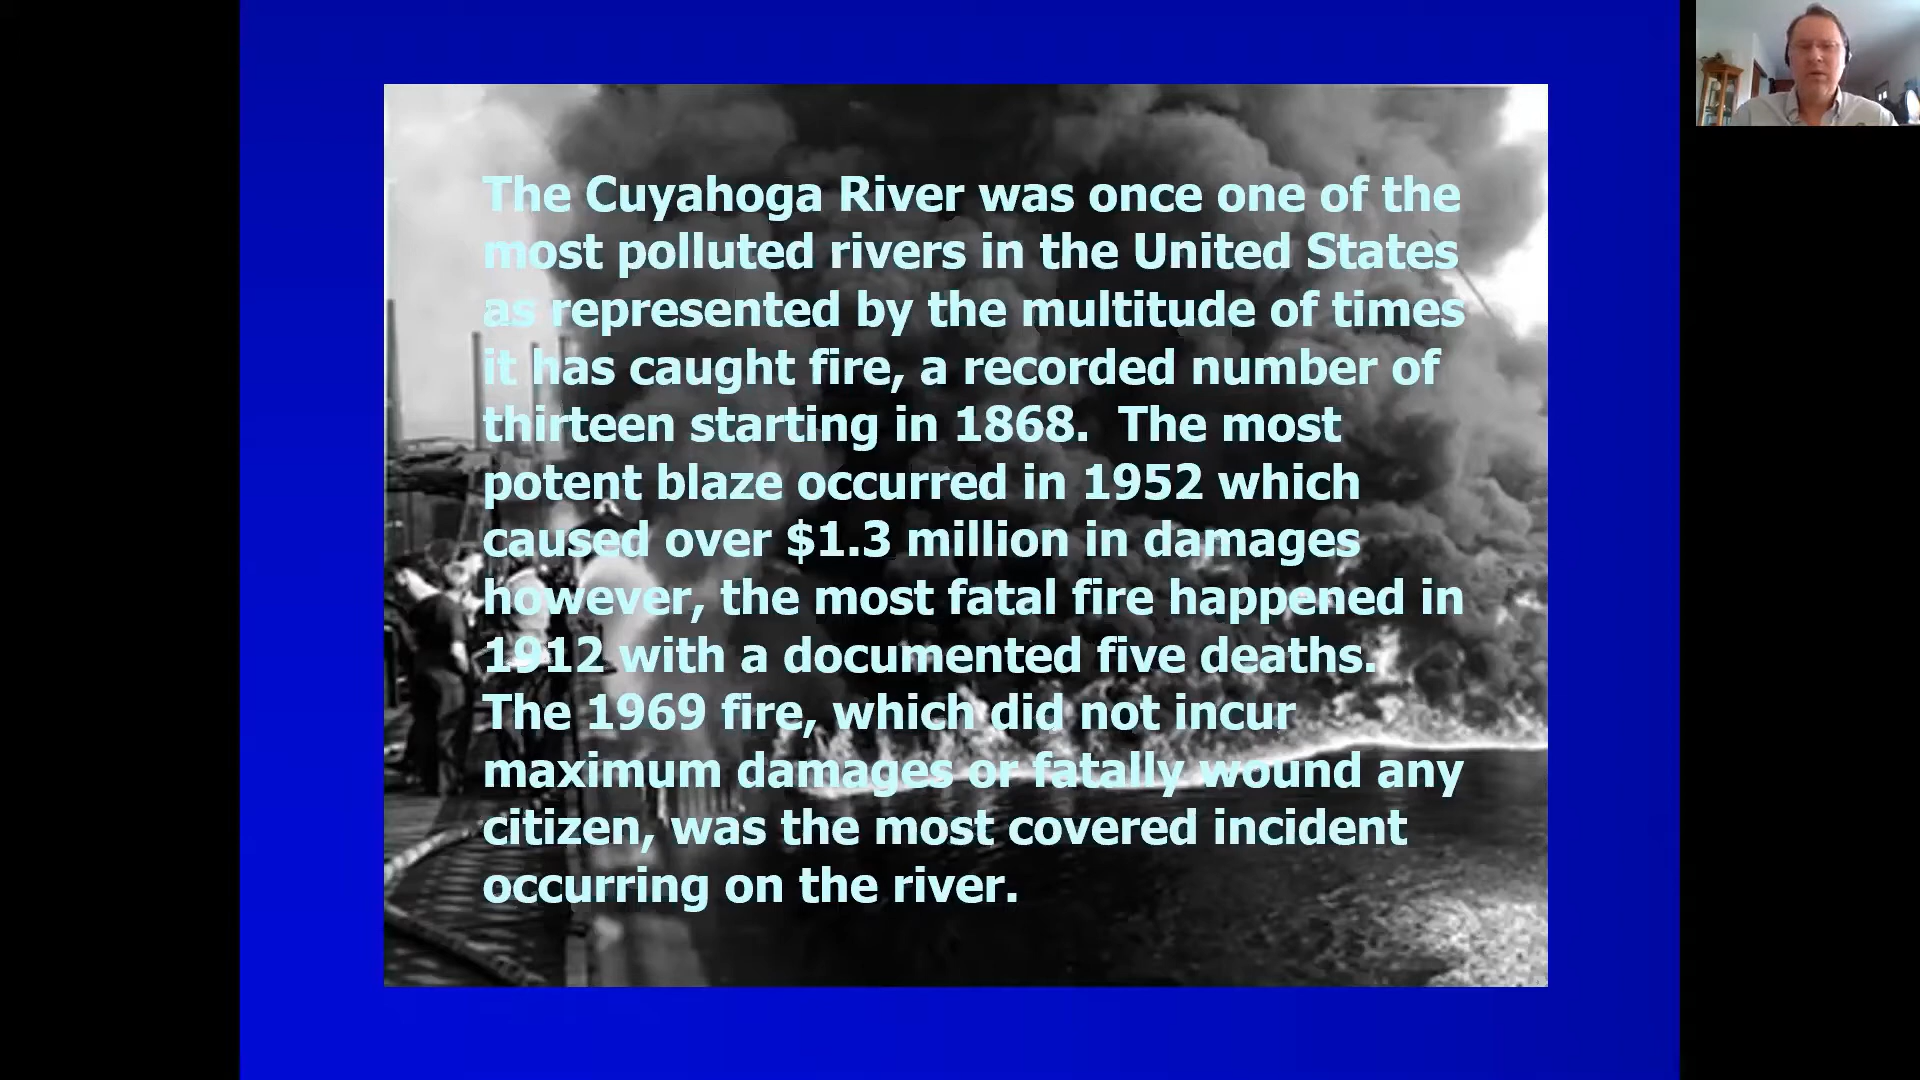 The Cuyahoga River was once one of the
most polluted rivers in the United States
as represented by the multitude of times
it has caught fire, a recorded number of
thirteen starting in 1868.  The most
potent blaze occurred in 1952 which
caused over $1.3 million in damages
however, the most fatal fire happened in
1912 with a documented five deaths.
The 1969 fire, which did not incur
maximum damages or fatally wound any
citizen, was the most covered incident
occurring on the river.